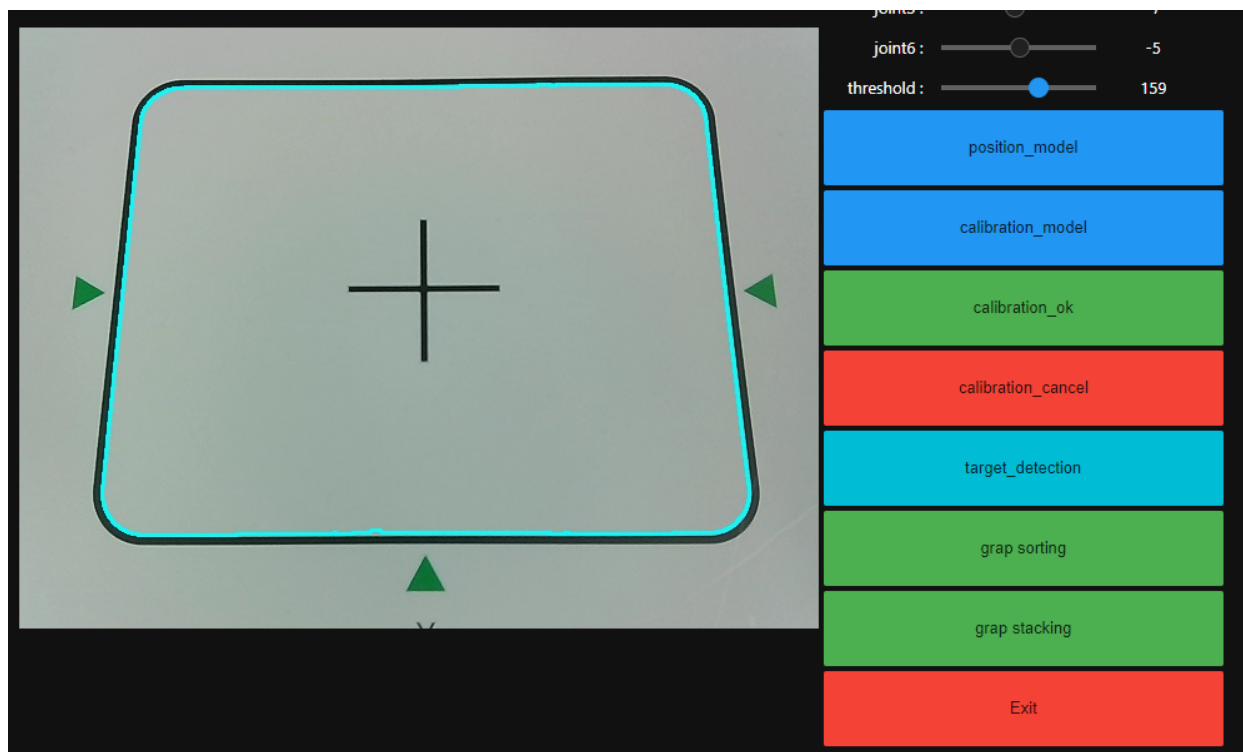 joint6 : -5
threshold : 159
position_model
calibration_model
calibration_ok
calibration_cancel
target_detection
grap sorting
grap stacking
Exit